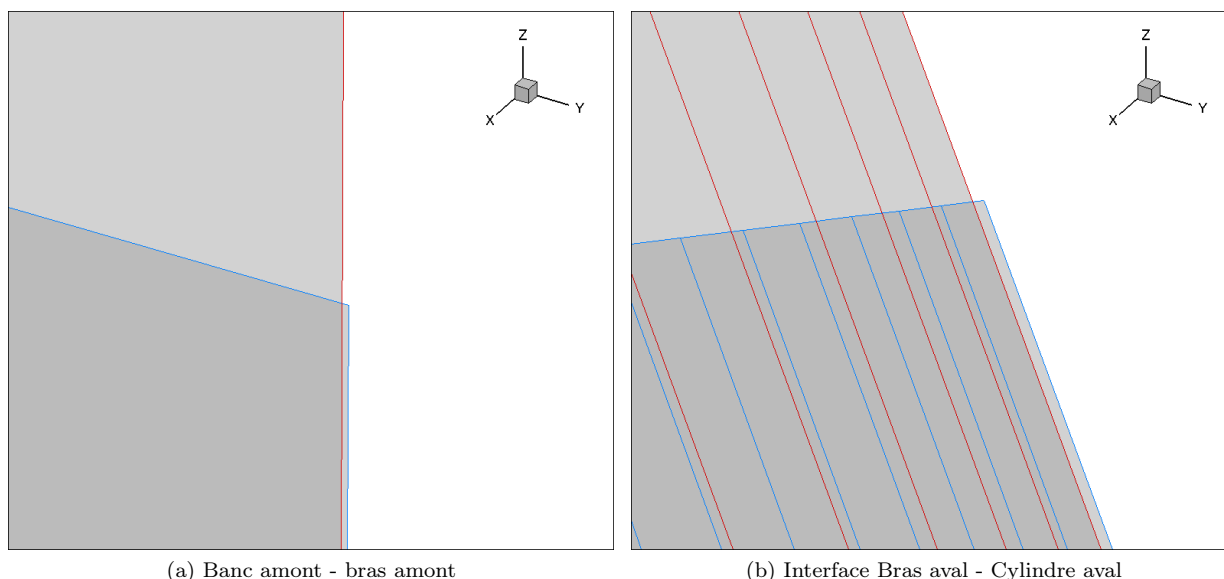 Z
Y
X
Z
Y
X
(a) Banc amont - bras amont
(b) Interface Bras aval - Cylindre aval